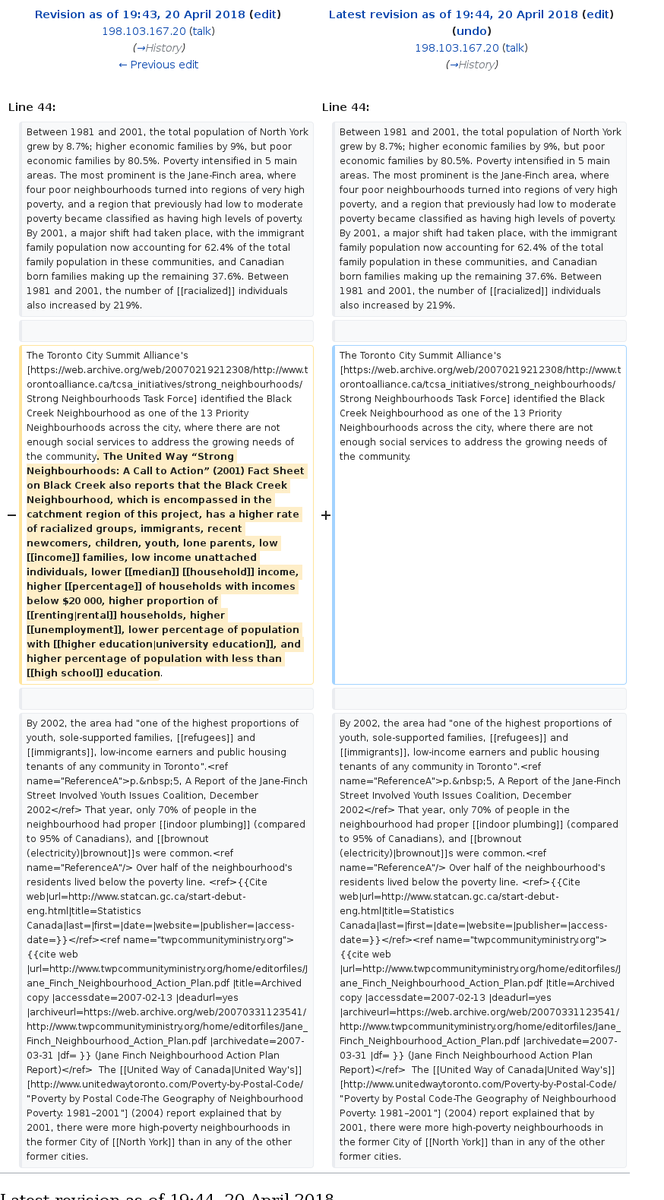 Revision as of 19:43, 20 April 2018 (edit)
198.103.167.20 (talk)
(→History)
← Previous edit
Latest revision as of 19:44, 20 April 2018 (edit)
(undo)
198.103.167.20 (talk)
(→History)
Line 44:
Line 44:
Between 1981 and 2001, the total population of North York
grew by 8.7%; higher economic families by 9%, but poor
economic families by 80.5%. Poverty intensified in 5 main
areas. The most prominent is the Jane-Finch area, where
four poor neighbourhoods turned into regions of very high
poverty, and a region that previously had low to moderate
poverty became classified as having high levels of poverty.
By 2001, a major shift had taken place, with the immigrant
family population now accounting for 62.4% of the total
family population in these communities, and Canadian
born families making up the remaining 37.6%. Between
1981 and 2001, the number of [[racialized]] individuals
also increased by 219%.
Between 1981 and 2001, the total population of North York
grew by 8.7%; higher economic families by 9%, but poor
economic families by 80.5%. Poverty intensified in 5 main
areas. The most prominent is the Jane-Finch area, where
four poor neighbourhoods turned into regions of very high
poverty, and a region that previously had low to moderate
poverty became classified as having high levels of poverty.
By 2001, a major shift had taken place, with the immigrant
family population now accounting for 62.4% of the total
family population in these communities, and Canadian
born families making up the remaining 37.6%. Between
1981 and 2001, the number of [[racialized]] individuals
also increased by 219%.
−
The Toronto City Summit Alliance's
[https://web.archive.org/web/20070219212308/http://www.t
orontoalliance.ca/tcsa_initiatives/strong_neighbourhoods/
Strong Neighbourhoods Task Force] identified the Black
Creek Neighbourhood as one of the 13 Priority
Neighbourhoods across the city, where there are not
enough social services to address the growing needs of
the community. The United Way “Strong
Neighbourhoods: A Call to Action” (2001) Fact Sheet
on Black Creek also reports that the Black Creek
Neighbourhood, which is encompassed in the
catchment region of this project, has a higher rate
of racialized groups, immigrants, recent
newcomers, children, youth, lone parents, low
[[income]] families, low income unattached
individuals, lower [[median]] [[household]] income,
higher [[percentage]] of households with incomes
below $20 000, higher proportion of
[[renting|rental]] households, higher
[[unemployment]], lower percentage of population
with [[higher education|university education]], and
higher percentage of population with less than
[[high school]] education.
+
The Toronto City Summit Alliance's
[https://web.archive.org/web/20070219212308/http://www.t
orontoalliance.ca/tcsa_initiatives/strong_neighbourhoods/
Strong Neighbourhoods Task Force] identified the Black
Creek Neighbourhood as one of the 13 Priority
Neighbourhoods across the city, where there are not
enough social services to address the growing needs of
the community.
By 2002, the area had "one of the highest proportions of
youth, sole-supported families, [[refugees]] and
[[immigrants]], low-income earners and public housing
tenants of any community in Toronto".<ref
name="ReferenceA">p.&nbsp;5, A Report of the Jane-Finch
Street Involved Youth Issues Coalition, December
2002</ref> That year, only 70% of people in the
neighbourhood had proper [[indoor plumbing]] (compared
to 95% of Canadians), and [[brownout
(electricity)|brownout]]s were common.<ref
name="ReferenceA"/> Over half of the neighbourhood's
residents lived below the poverty line. <ref>{{Cite
web|url=http://www.statcan.gc.ca/start-debut-
eng.html|title=Statistics
Canada|last=|first=|date=|website=|publisher=|access-
date=}}</ref><ref name="twpcommunityministry.org">
{{cite web
|url=http://www.twpcommunityministry.org/home/editorfiles/J
ane_Finch_Neighbourhood_Action_Plan.pdf |title=Archived
copy |accessdate=2007-02-13 |deadurl=yes
|archiveurl=https://web.archive.org/web/20070331123541/
http://www.twpcommunityministry.org/home/editorfiles/Jane_
Finch_Neighbourhood_Action_Plan.pdf |archivedate=2007-
03-31 |df= }} (Jane Finch Neighbourhood Action Plan
Report)</ref>  The [[United Way of Canada|United Way's]]
[http://www.unitedwaytoronto.com/Poverty-by-Postal-Code/
"Poverty by Postal Code-The Geography of Neighbourhood
Poverty: 1981–2001"] (2004) report explained that by
2001, there were more high-poverty neighbourhoods in
the former City of [[North York]] than in any of the other
former cities.
By 2002, the area had "one of the highest proportions of
youth, sole-supported families, [[refugees]] and
[[immigrants]], low-income earners and public housing
tenants of any community in Toronto".<ref
name="ReferenceA">p.&nbsp;5, A Report of the Jane-Finch
Street Involved Youth Issues Coalition, December
2002</ref> That year, only 70% of people in the
neighbourhood had proper [[indoor plumbing]] (compared
to 95% of Canadians), and [[brownout
(electricity)|brownout]]s were common.<ref
name="ReferenceA"/> Over half of the neighbourhood's
residents lived below the poverty line. <ref>{{Cite
web|url=http://www.statcan.gc.ca/start-debut-
eng.html|title=Statistics
Canada|last=|first=|date=|website=|publisher=|access-
date=}}</ref><ref name="twpcommunityministry.org">
{{cite web
|url=http://www.twpcommunityministry.org/home/editorfiles/J
ane_Finch_Neighbourhood_Action_Plan.pdf |title=Archived
copy |accessdate=2007-02-13 |deadurl=yes
|archiveurl=https://web.archive.org/web/20070331123541/
http://www.twpcommunityministry.org/home/editorfiles/Jane_
Finch_Neighbourhood_Action_Plan.pdf |archivedate=2007-
03-31 |df= }} (Jane Finch Neighbourhood Action Plan
Report)</ref>  The [[United Way of Canada|United Way's]]
[http://www.unitedwaytoronto.com/Poverty-by-Postal-Code/
"Poverty by Postal Code-The Geography of Neighbourhood
Poverty: 1981–2001"] (2004) report explained that by
2001, there were more high-poverty neighbourhoods in
the former City of [[North York]] than in any of the other
former cities.
Latest revision as of 19:44, 20 April 2018